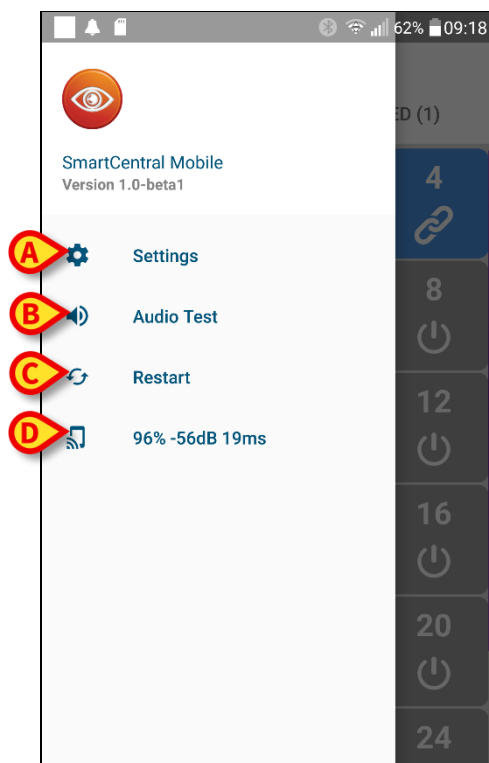 62% 09:18
ED (1)
SmartCentral Mobile
Version 1.0-beta1
4
A Settings
8
B Audio Test
C Restart
12
D 96% -56dB 19ms
16
20
24